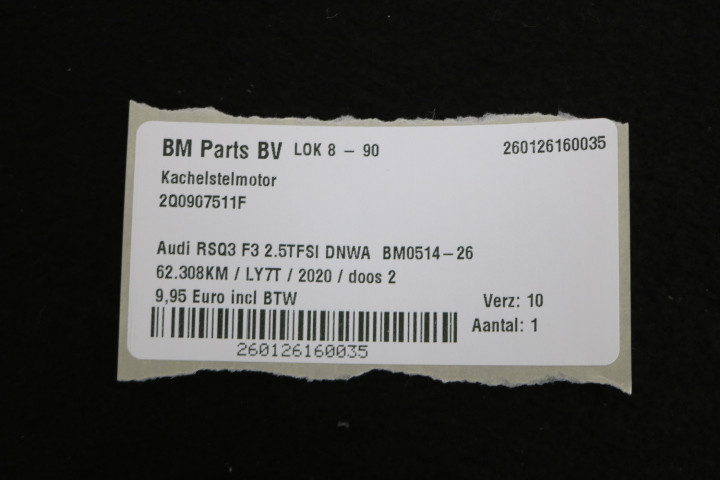 BM Parts BV LOK 8 - 90 260126160035
Kachelstelmotor
2Q0907511F
Audi RSQ3 F3 2.5TFSI DNWA BM0514-26
62.308KM / LY7T / 2020 / doos 2
9,95 Euro incl BTW Verz: 10
Aantal: 1
260126160035